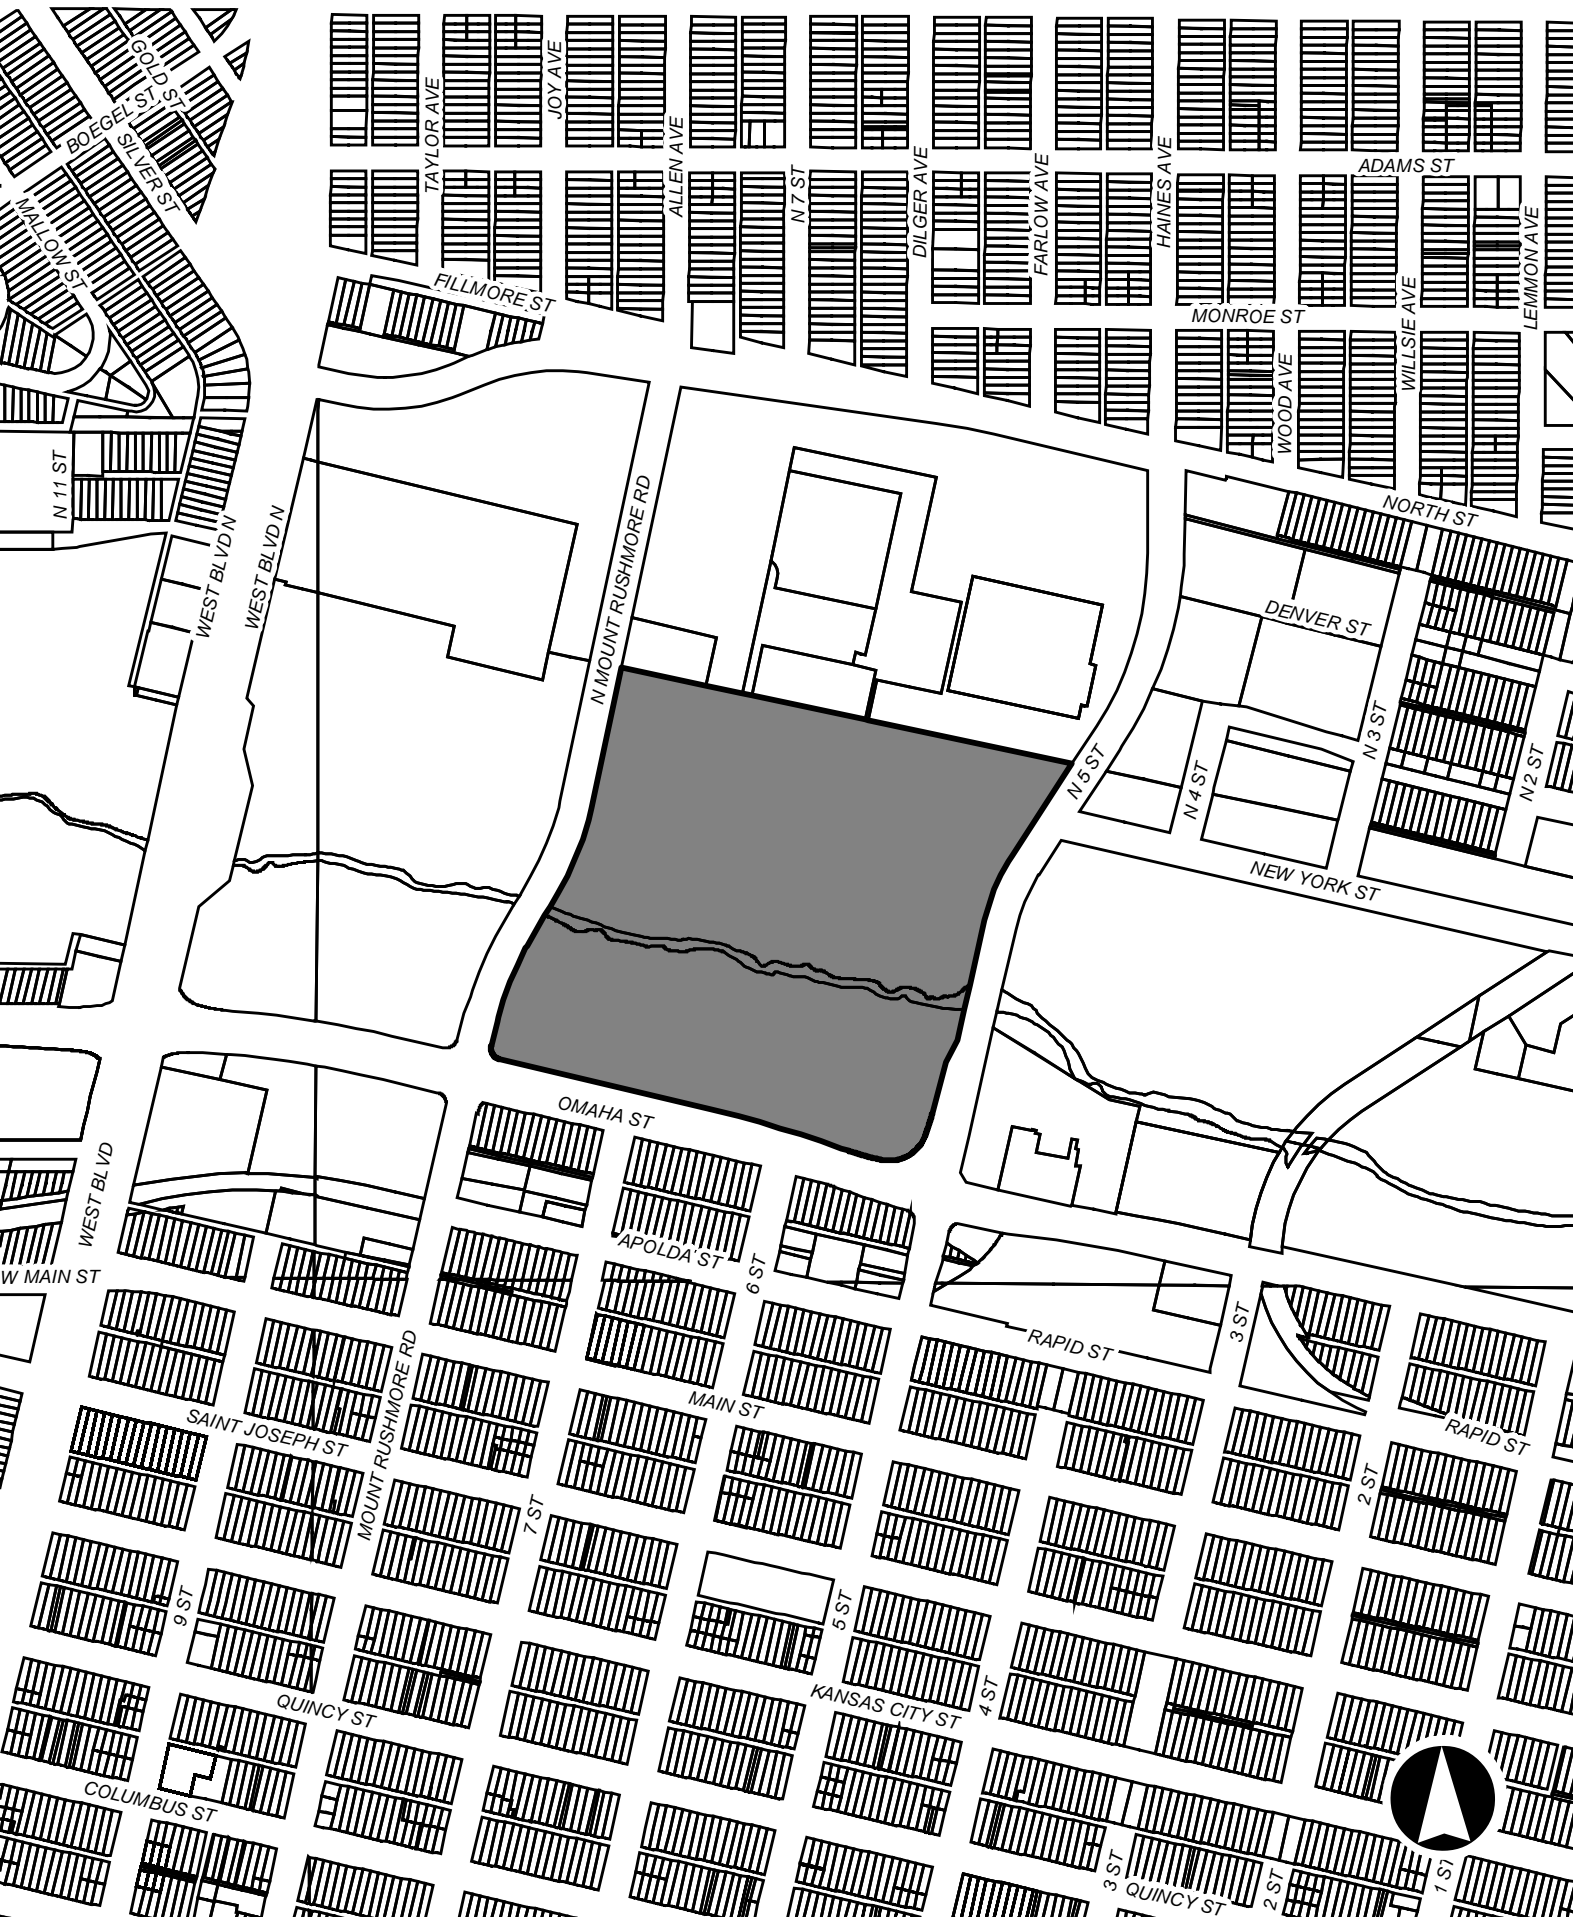 GOLD ST
BOEGEL ST
SILVER ST
MALLOW ST
TAYLOR AVE
JOY AVE
ALLEN AVE
N 7 ST
DILGER AVE
FARLOW AVE
HAINES AVE
ADAMS ST
LEMMON AVE
WILLSIE AVE
FILLMORE ST
MONROE ST
WOOD AVE
N 11 ST
WEST BLVD N
WEST BLVD N
N MOUNT RUSHMORE RD
NORTH ST
DENVER ST
N 3 ST
N 5 ST
N 4 ST
N 2 ST
NEW YORK ST
OMAHA ST
WEST BLVD
APOLDA ST
6 ST
W MAIN ST
3 ST
RAPID ST
MOUNT RUSHMORE RD
MAIN ST
SAINT JOSEPH ST
RAPID ST
2 ST
7 ST
9 ST
5 ST
QUINCY ST
KANSAS CITY ST
4 ST
COLUMBUS ST
3 ST
QUINCY ST
2 ST
1 ST